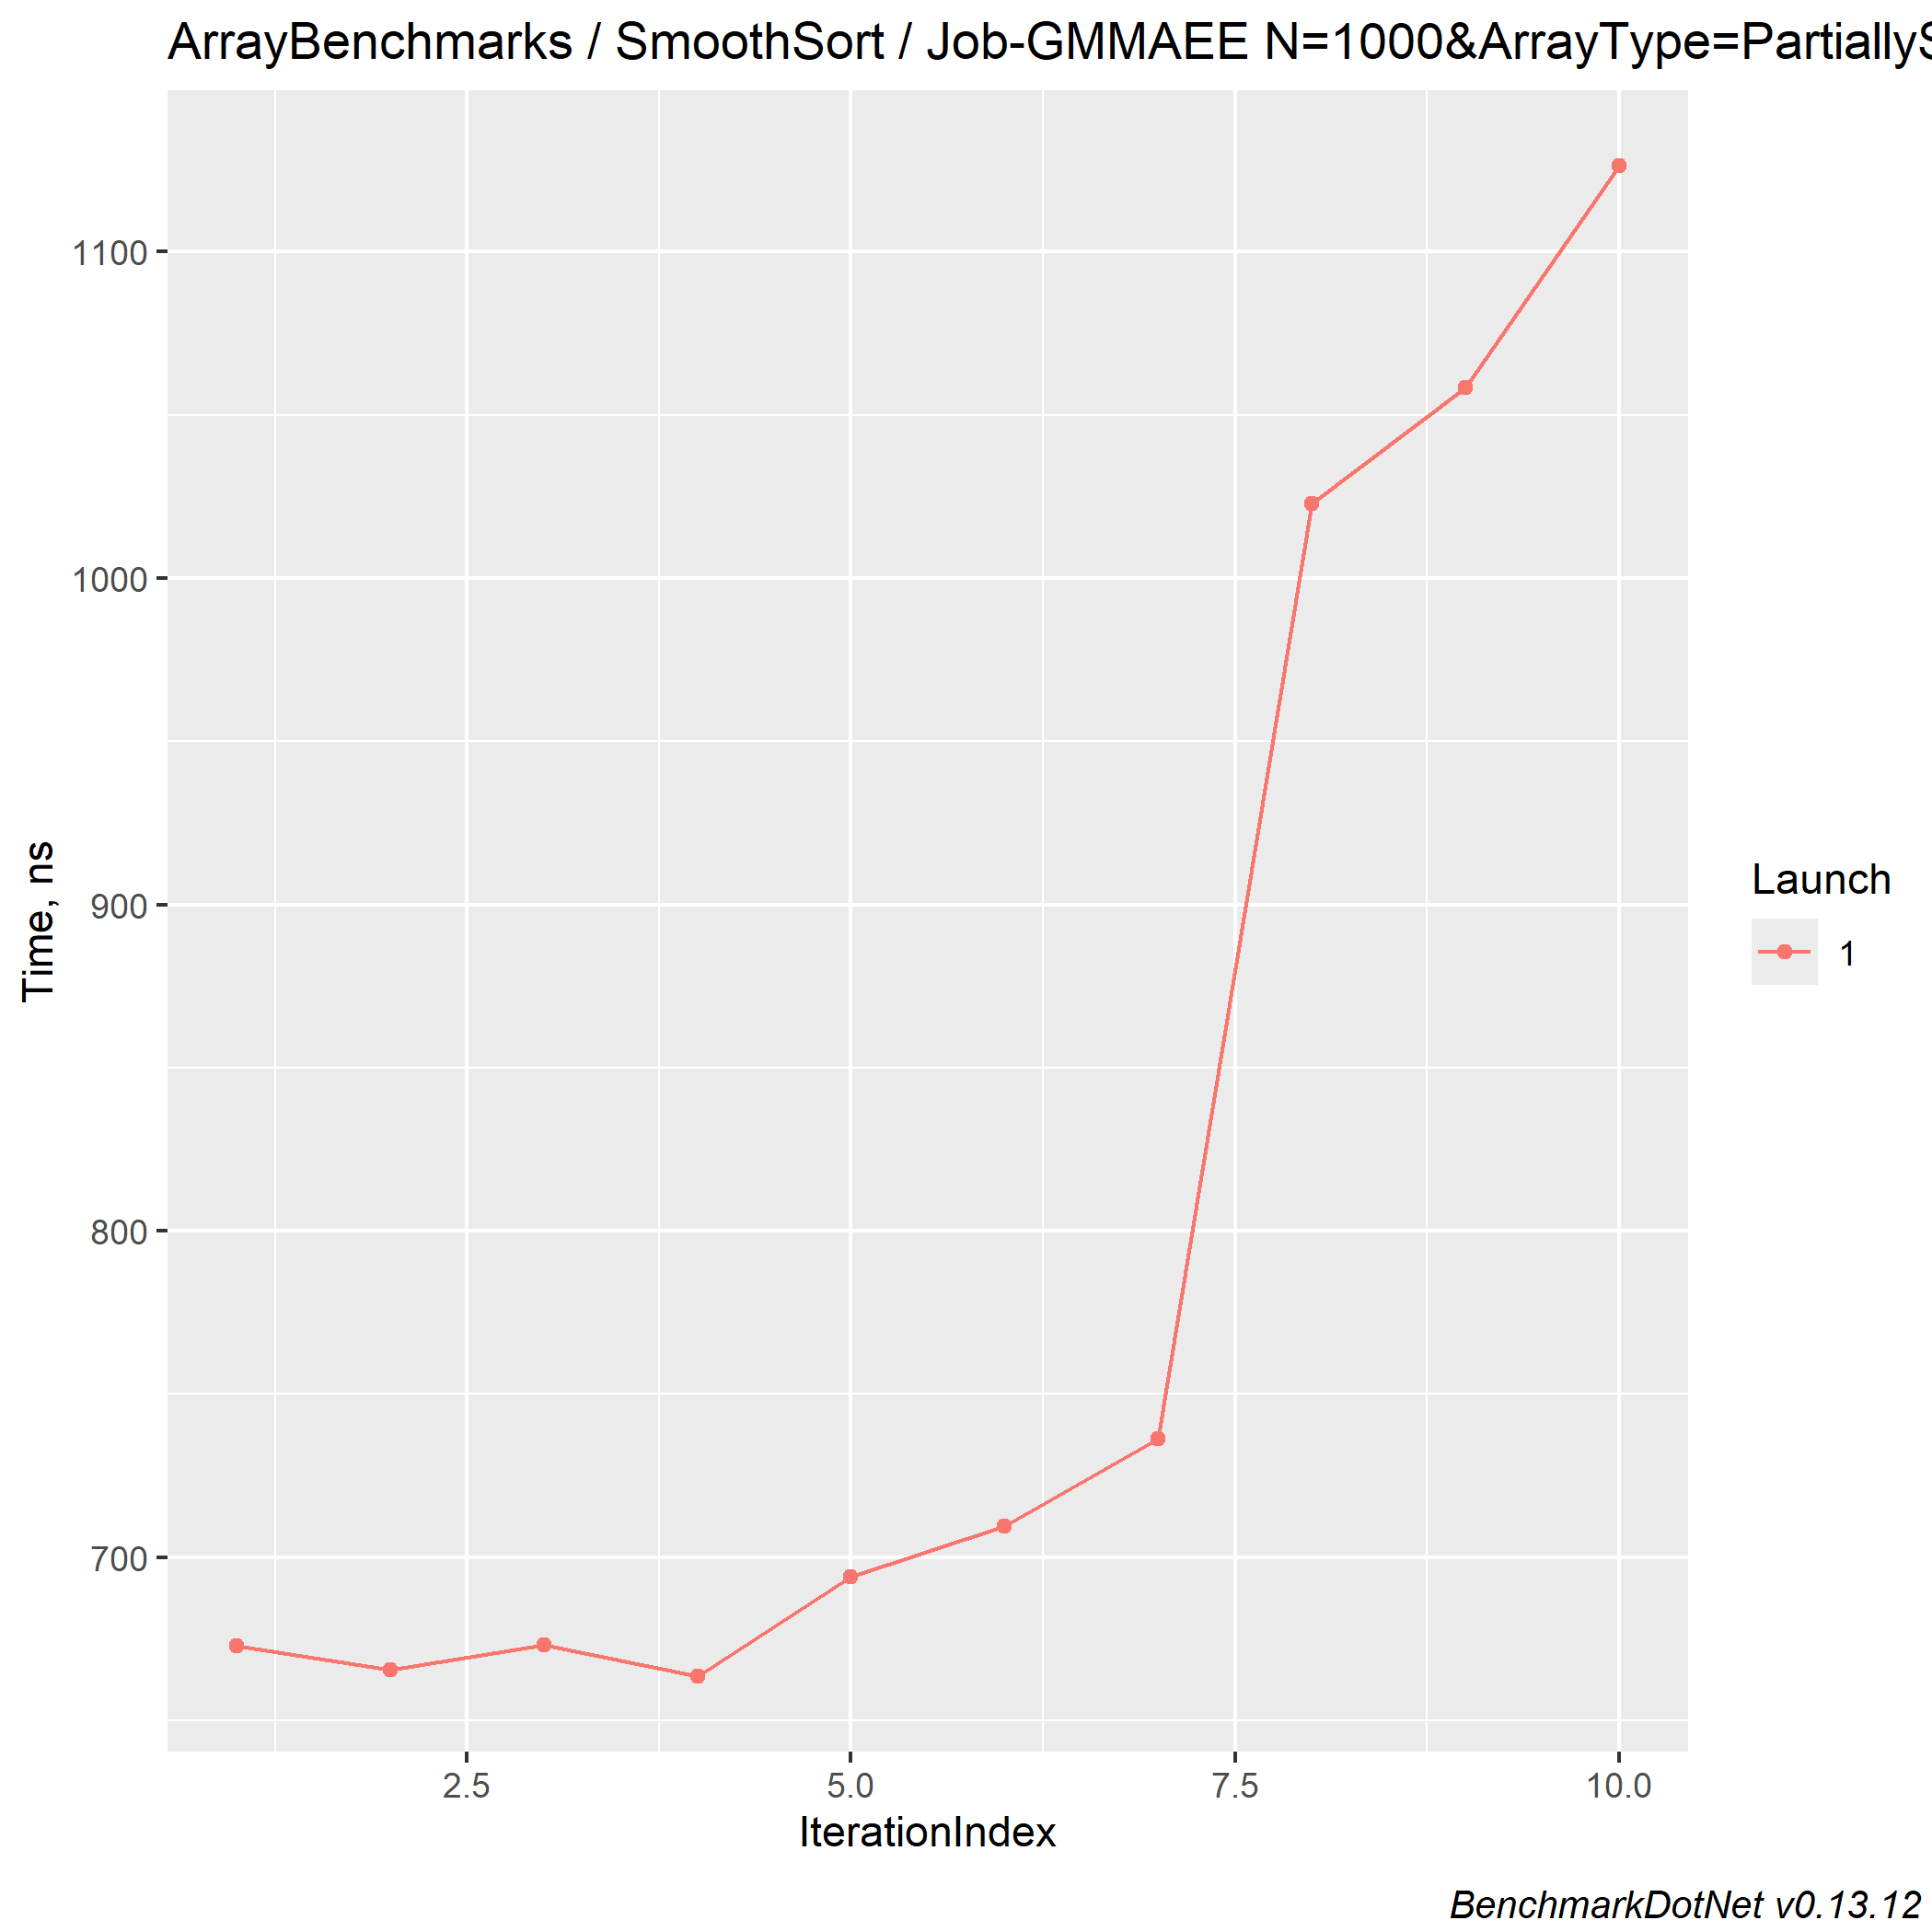 ArrayBenchmarks / SmoothSort / Job-GMMAEE N=1000&ArrayType=PartiallyS
1100
1000
900
800
700
Time, ns
2.5 5.0 7.5 10.0
IterationIndex
Launch
1
BenchmarkDotNet v0.13.12